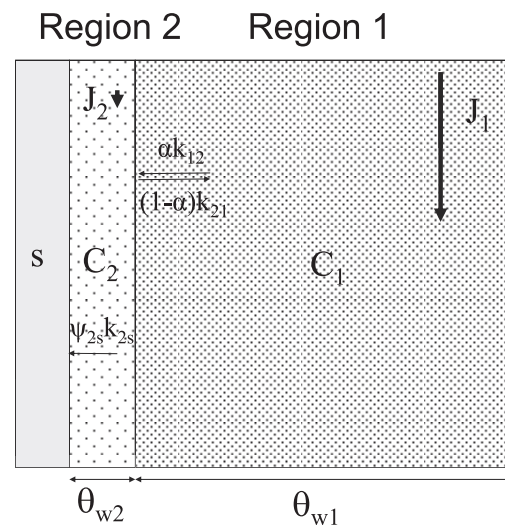 Region 2 Region 1
J₂ J₁
αk₁₂
(1-α)k₂₁
s C₂ C₁
ψ₂ₛk₂ₛ
θw2 θw1